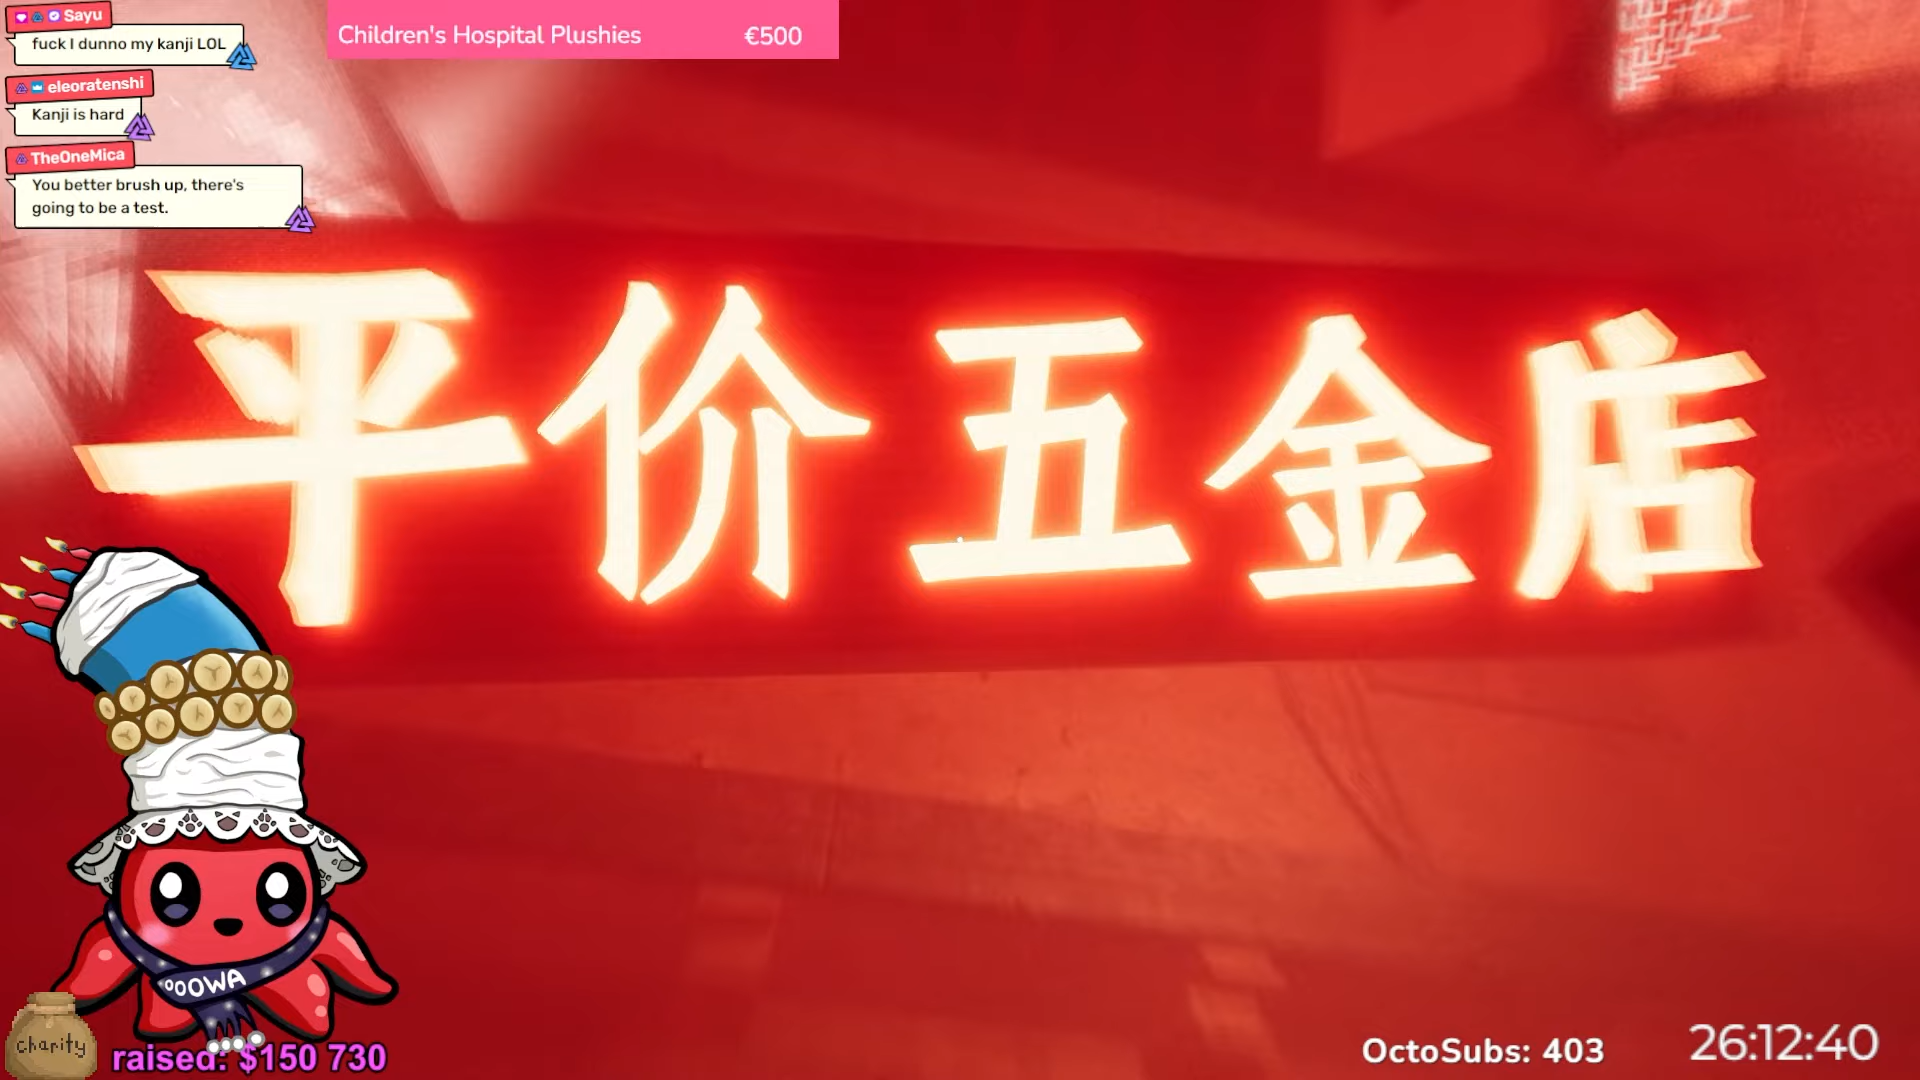 Sayu
fuck I dunno my kanji LOL
eleoratenshi
Kanji is hard
TheOneMica
You better brush up, there's
going to be a test.
Children's Hospital Plushies €500
平价五金店
oOOWA
charity
raised: $150 730
OctoSubs: 403
26:12:40